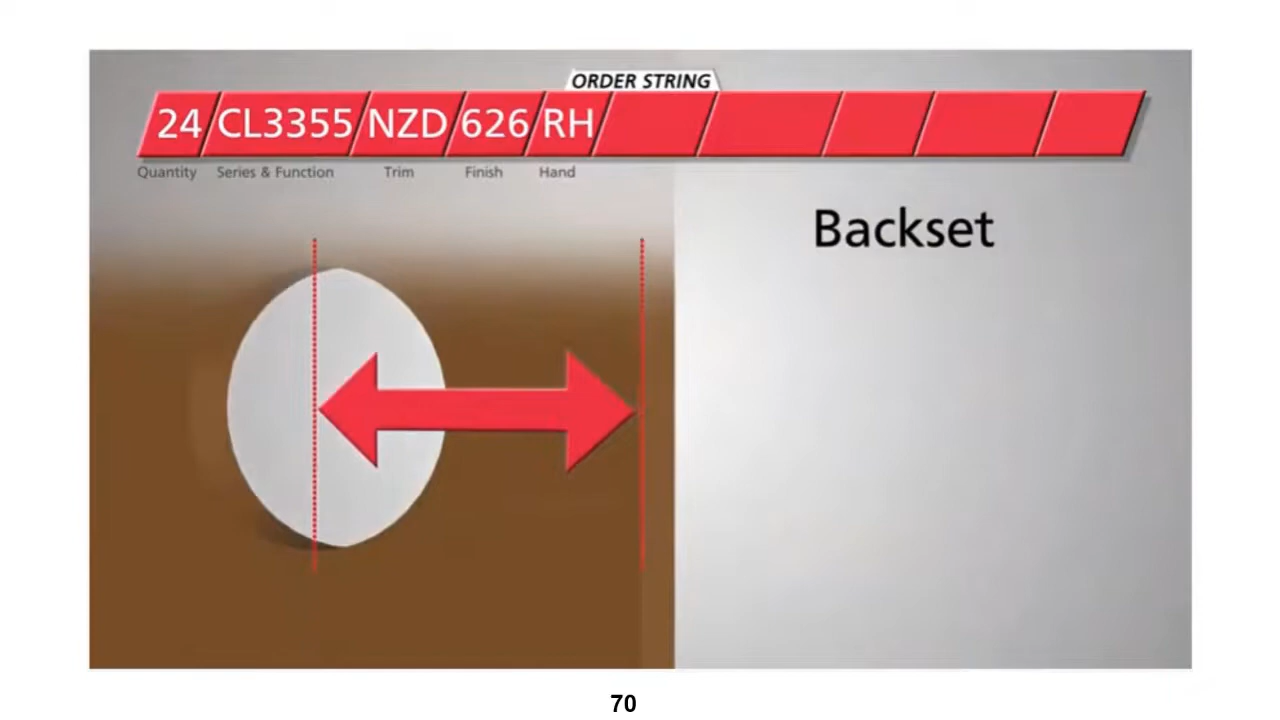 ORDER STRING
24 CL3355 NZD 626 RH
Quantity Series & Function Trim Finish Hand
Backset
70